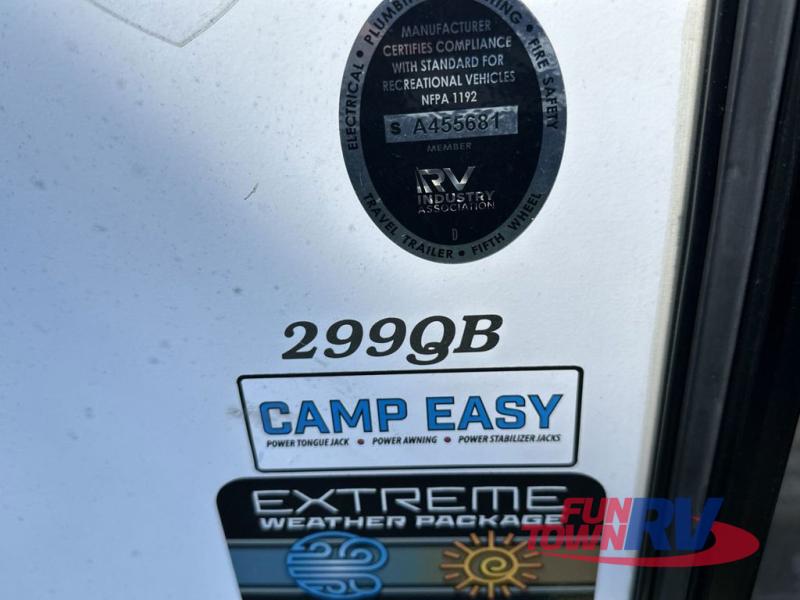 ELECTRICAL • PLUMBING • HEATING • FIRE SAFETY
MANUFACTURER
CERTIFIES COMPLIANCE
WITH STANDARD FOR
RECREATIONAL VEHICLES
NFPA 1192
S A455681
MEMBER
RV
INDUSTRY
ASSOCIATION
D
TRAVEL TRAILER • FIFTH WHEEL
299QB
CAMP EASY
POWER TONGUE JACK • POWER AWNING • POWER STABILIZER JACKS
EXTREME
WEATHER PACKAGE
FUN
TOWN
RV